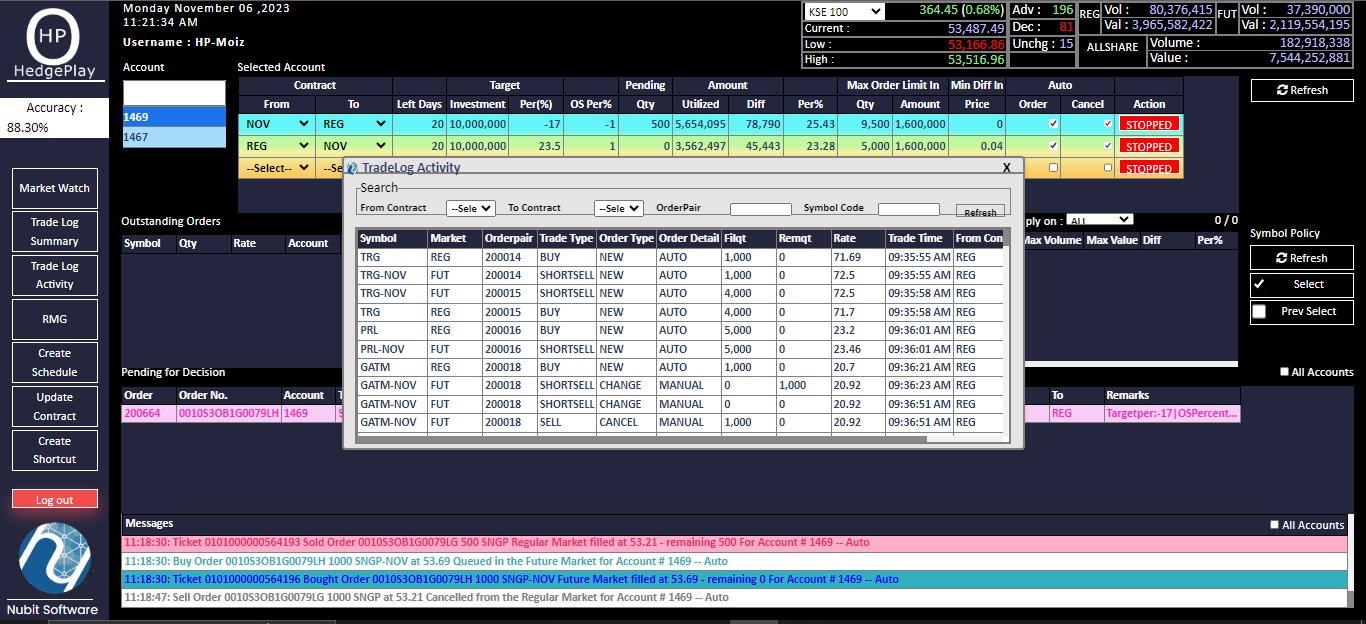 Monday November 06 ,2023
11:21:34 AM
Username : HP-Moiz
HP
HedgePlay
Accuracy :
88.30%
Market Watch
Trade Log Summary
Trade Log Activity
RMG
Create Schedule
Update Contract
Create Shortcut
Log out
Nubit Software
KSE 100 364.45 (0.68%)
Current : 53,487.49
Low : 53,166.86
High : 53,516.96
Adv : 196
Dec : 81
Unchg : 15
REG Vol : 80,376,415
Val : 3,965,582,422
FUT Vol : 37,390,000
Val : 2,119,554,195
ALLSHARE Volume : 182,918,338
Value : 7,544,252,881
Account
1469
1467
Selected Account
Contract Target Pending Amount Max Order Limit In Min Diff In Auto
From To Left Days Investment Per(%) OS Per% Qty Utilized Diff Per% Qty Amount Price Order Cancel Action
NOV REG 20 10,000,000 -17 -1 500 5,654,095 78,790 25.43 9,500 1,600,000 0 STOPPED
REG NOV 20 10,000,000 23.5 1 0 3,562,497 45,443 23.28 5,000 1,600,000 0.04 STOPPED
--Select-- --Se STOPPED
Refresh
Outstanding Orders
Symbol Qty Rate Account
ply on : ALL 0 / 0
Max Volume Max Value Diff Per%
Symbol Policy
Refresh
Select
Prev Select
TradeLog Activity X
Search
From Contract --Sele To Contract --Sele OrderPair Symbol Code Refresh
Symbol Market Orderpair Trade Type Order Type Order Detail Filqt Remqt Rate Trade Time From Con
TRG REG 200014 BUY NEW AUTO 1,000 0 71.69 09:35:55 AM REG
TRG-NOV FUT 200014 SHORTSELL NEW AUTO 1,000 0 72.5 09:35:55 AM REG
TRG-NOV FUT 200015 SHORTSELL NEW AUTO 4,000 0 72.5 09:35:58 AM REG
TRG REG 200015 BUY NEW AUTO 4,000 0 71.7 09:35:58 AM REG
PRL REG 200016 BUY NEW AUTO 5,000 0 23.2 09:36:01 AM REG
PRL-NOV FUT 200016 SHORTSELL NEW AUTO 5,000 0 23.46 09:36:01 AM REG
GATM REG 200018 BUY NEW AUTO 1,000 0 20.7 09:36:21 AM REG
GATM-NOV FUT 200018 SHORTSELL CHANGE MANUAL 0 1,000 20.92 09:36:23 AM REG
GATM-NOV FUT 200018 SHORTSELL CHANGE MANUAL 0 0 20.92 09:36:51 AM REG
GATM-NOV FUT 200018 SELL CANCEL MANUAL 1,000 0 20.92 09:36:51 AM REG
Pending for Decision
All Accounts
Order Order No. Account T To Remarks
200664 0010S3OB1G0079LH 1469 S REG Targetper:-17|OSPercent...
Messages
All Accounts
11:18:30: Ticket 0101000000564193 Sold Order 0010S3OB1G0079LG 500 SNGP Regular Market filled at 53.21 - remaining 500 For Account # 1469 -- Auto
11:18:30: Buy Order 0010S3OB1G0079LH 1000 SNGP-NOV at 53.69 Queued in the Future Market for Account # 1469 -- Auto
11:18:30: Ticket 0101000000564196 Bought Order 0010S3OB1G0079LH 1000 SNGP-NOV Future Market filled at 53.69 - remaining 0 For Account # 1469 -- Auto
11:18:47: Sell Order 0010S3OB1G0079LG 1000 SNGP at 53.21 Cancelled from the Regular Market for Account # 1469 -- Auto